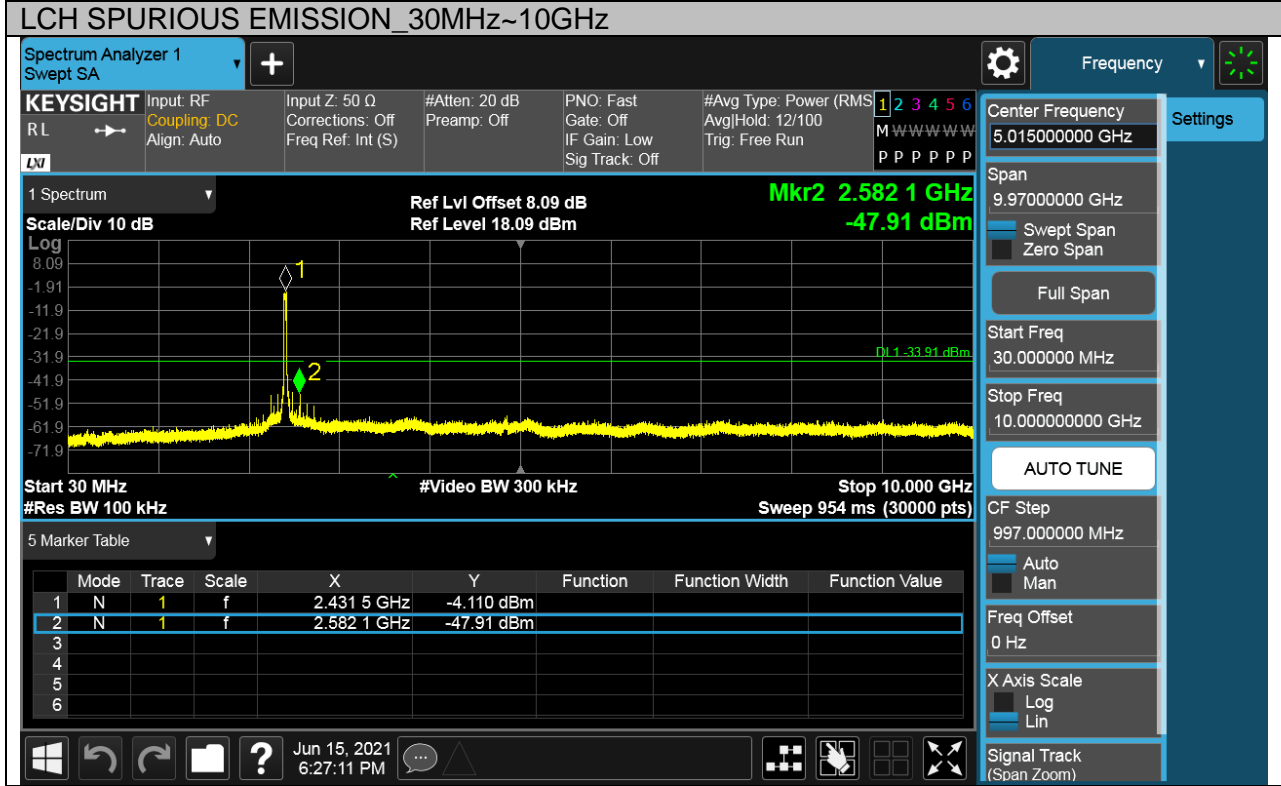 LCH SPURIOUS EMISSION_30MHz~10GHz
Spectrum Analyzer 1
Swept SA
+
Frequency
KEYSIGHT
RL
LXI
Input: RF
Coupling: DC
Align: Auto
Input Z: 50 Ω
Corrections: Off
Freq Ref: Int (S)
#Atten: 20 dB
Preamp: Off
PNO: Fast
Gate: Off
IF Gain: Low
Sig Track: Off
#Avg Type: Power (RMS
Avg|Hold: 12/100
Trig: Free Run
1 2 3 4 5 6
M W W W W W
P P P P P P
1 Spectrum
Scale/Div 10 dB
Ref Lvl Offset 8.09 dB
Ref Level 18.09 dBm
Mkr2 2.582 1 GHz
-47.91 dBm
Log
8.09
-1.91
-11.9
-21.9
-31.9
-41.9
-51.9
-61.9
-71.9
1
2
DL1 -33.91 dBm
Start 30 MHz
#Res BW 100 kHz
#Video BW 300 kHz
Stop 10.000 GHz
Sweep 954 ms (30000 pts)
5 Marker Table
Mode Trace Scale X Y Function Function Width Function Value
1 N 1 f 2.431 5 GHz -4.110 dBm
2 N 1 f 2.582 1 GHz -47.91 dBm
3
4
5
6
Jun 15, 2021
6:27:11 PM
?
Center Frequency
5.015000000 GHz
Settings
Span
9.97000000 GHz
Swept Span
Zero Span
Full Span
Start Freq
30.000000 MHz
Stop Freq
10.000000000 GHz
AUTO TUNE
CF Step
997.000000 MHz
Auto
Man
Freq Offset
0 Hz
X Axis Scale
Log
Lin
Signal Track
(Span Zoom)